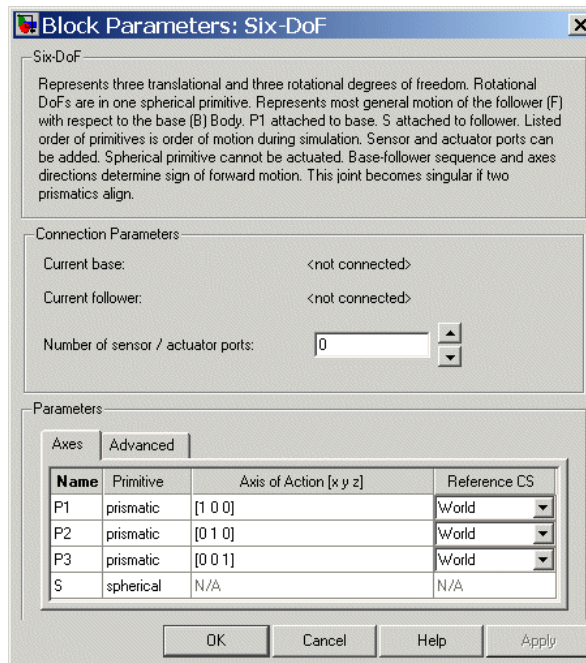 Block Parameters: Six-DoF
Six-DoF
Represents three translational and three rotational degrees of freedom. Rotational
DoFs are in one spherical primitive. Represents most general motion of the follower (F)
with respect to the base (B) Body. P1 attached to base. S attached to follower. Listed
order of primitives is order of motion during simulation. Sensor and actuator ports can
be added. Spherical primitive cannot be actuated. Base-follower sequence and axes
directions determine sign of forward motion. This joint becomes singular if two
prismatics align.
Connection Parameters
Current base: <not connected>
Current follower: <not connected>
Number of sensor / actuator ports: 0
Parameters
Axes Advanced
Name Primitive Axis of Action [x y z] Reference CS
P1 prismatic [1 0 0] World
P2 prismatic [0 1 0] World
P3 prismatic [0 0 1] World
S spherical N/A N/A
OK Cancel Help Apply